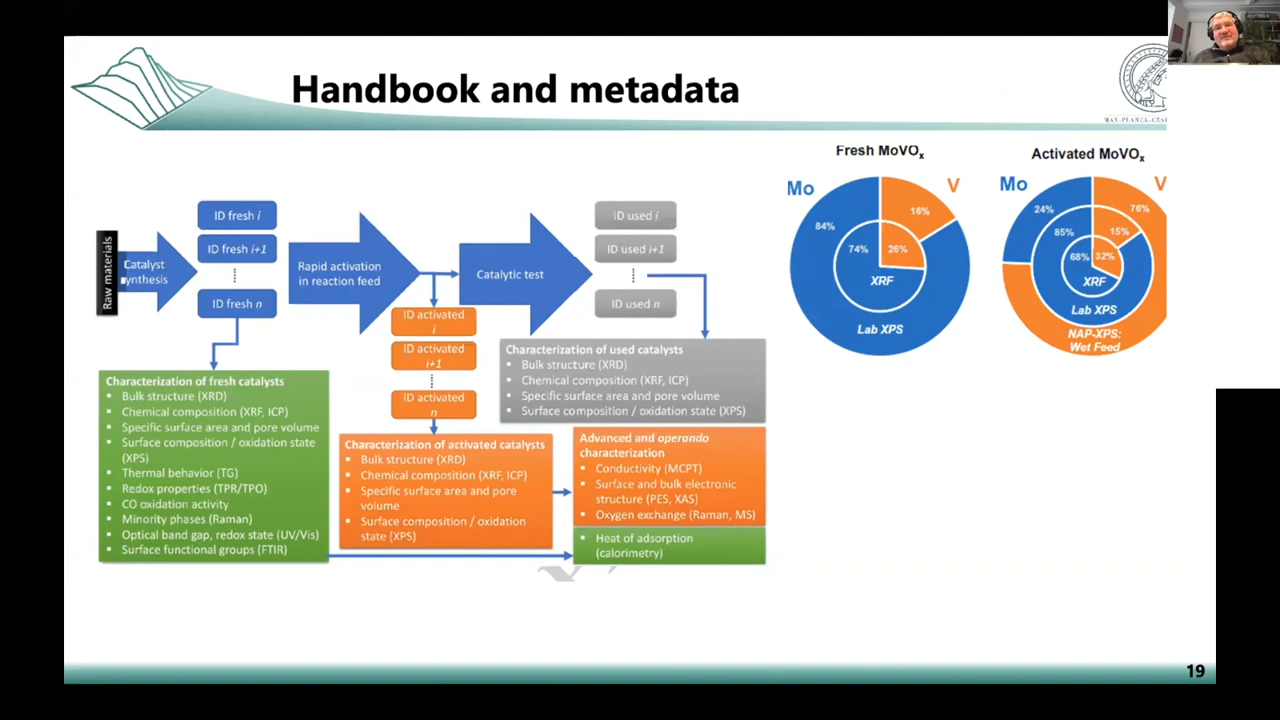 Handbook and metadata
MAX-PLANCK-GES
Raw materials
Catalyst
synthesis
ID fresh i
ID fresh i+1
ID fresh n
Rapid activation
in reaction feed
ID activated
i
ID activated
i+1
ID activated
n
Catalytic test
ID used i
ID used i+1
ID used n
Characterization of fresh catalysts
▪ Bulk structure (XRD)
▪ Chemical composition (XRF, ICP)
▪ Specific surface area and pore volume
▪ Surface composition / oxidation state
(XPS)
▪ Thermal behavior (TG)
▪ Redox properties (TPR/TPO)
▪ CO oxidation activity
▪ Minority phases (Raman)
▪ Optical band gap, redox state (UV/Vis)
▪ Surface functional groups (FTIR)
Characterization of activated catalysts
▪ Bulk structure (XRD)
▪ Chemical composition (XRF, ICP)
▪ Specific surface area and pore
volume
▪ Surface composition / oxidation
state (XPS)
Characterization of used catalysts
▪ Bulk structure (XRD)
▪ Chemical composition (XRF, ICP)
▪ Specific surface area and pore volume
▪ Surface composition / oxidation state (XPS)
Advanced and operando
characterization
▪ Conductivity (MCPT)
▪ Surface and bulk electronic
structure (PES, XAS)
▪ Oxygen exchange (Raman, MS)
▪ Heat of adsorption
(calorimetry)
Fresh MoVOx
Mo
V
84%
16%
74%
26%
XRF
Lab XPS
Activated MoVOx
Mo
V
24%
76%
85%
15%
68%
32%
XRF
Lab XPS
NAP-XPS:
Wet Feed
19